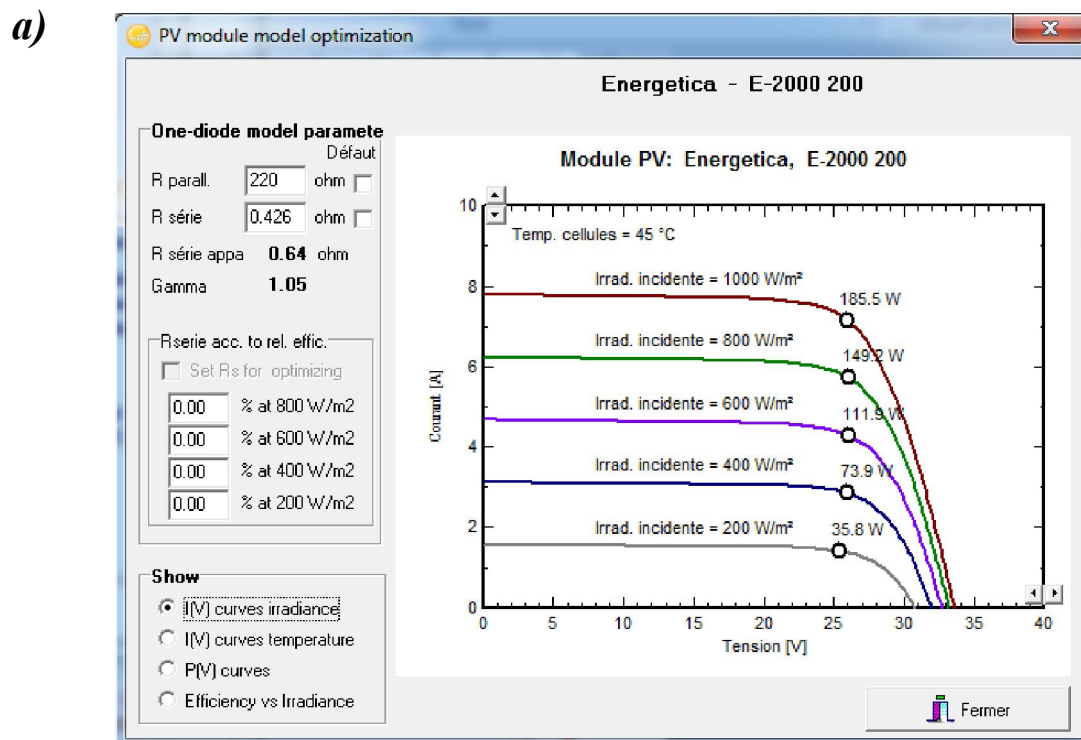 a)
PV module model optimization
x
Energetica - E-2000 200
One-diode model paramete
Défaut
R parall. 220 ohm
R série 0.426 ohm
R série appa 0.64 ohm
Gamma 1.05
Rserie acc. to rel. effic.
Set Rs for optimizing
0.00 % at 800 W/m2
0.00 % at 600 W/m2
0.00 % at 400 W/m2
0.00 % at 200 W/m2
Show
I(V) curves irradiance
I(V) curves temperature
P(V) curves
Efficiency vs Irradiance
Module PV: Energetica, E-2000 200
Temp. cellules = 45 °C
Irrad. incidente = 1000 W/m²
185.5 W
Irrad. incidente = 800 W/m²
149.2 W
Irrad. incidente = 600 W/m²
111.9 W
Irrad. incidente = 400 W/m²
73.9 W
Irrad. incidente = 200 W/m²
35.8 W
Courant [A]
10
8
6
4
2
0
0 5 10 15 20 25 30 35 40
Tension [V]
Fermer